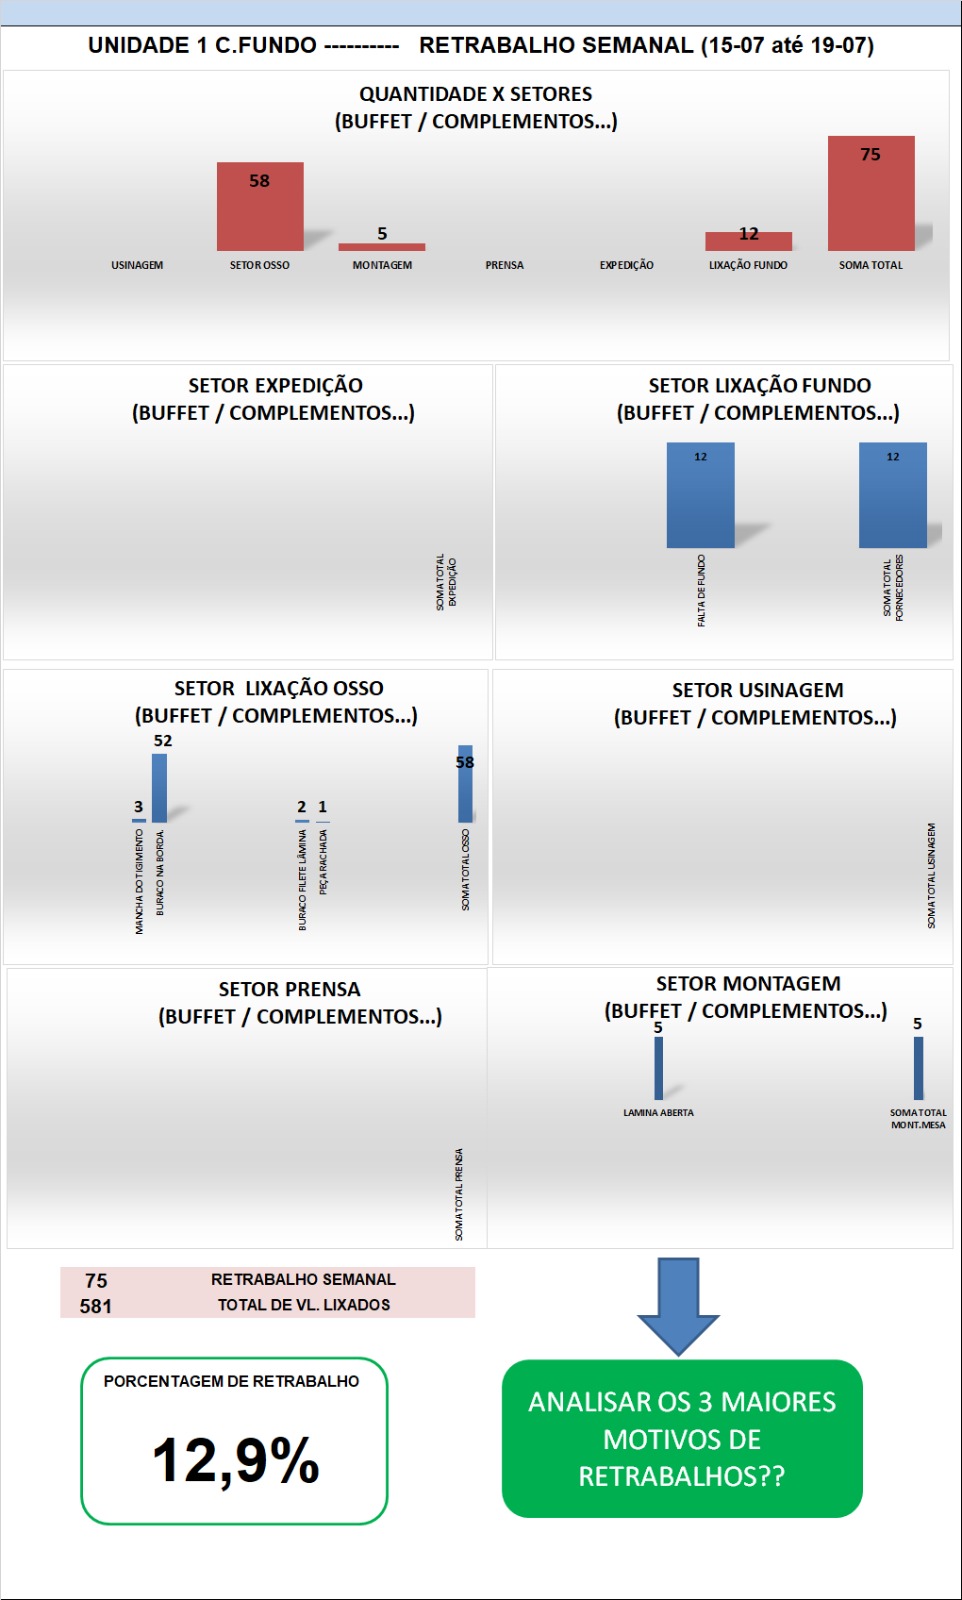 UNIDADE 1 C.FUNDO ---------- RETRABALHO SEMANAL (15-07 até 19-07)
QUANTIDADE X SETORES
(BUFFET / COMPLEMENTOS...)
58
5
12
75
USINAGEM
SETOR OSSO
MONTAGEM
PRENSA
EXPEDIÇÃO
LIXAÇÃO FUNDO
SOMA TOTAL
SETOR EXPEDIÇÃO
(BUFFET / COMPLEMENTOS...)
SOMA TOTAL
EXPEDIÇÃO
SETOR LIXAÇÃO FUNDO
(BUFFET / COMPLEMENTOS...)
12
12
FALTA DE FUNDO
SOMA TOTAL
FORNECEDORES
SETOR LIXAÇÃO OSSO
(BUFFET / COMPLEMENTOS...)
3
52
2
1
58
MANCHA DO TIGIMENTO
BURACO NA BORDA.
BURACO FILETE LÂMINA
PEÇA RACHADA
SOMA TOTAL OSSO
SETOR USINAGEM
(BUFFET / COMPLEMENTOS...)
SOMA TOTAL USINAGEM
SETOR PRENSA
(BUFFET / COMPLEMENTOS...)
SOMA TOTAL PRENSA
SETOR MONTAGEM
(BUFFET / COMPLEMENTOS...)
5
5
LAMINA ABERTA
SOMA TOTAL
MONT.MESA
75 RETRABALHO SEMANAL
581 TOTAL DE VL. LIXADOS
PORCENTAGEM DE RETRABALHO
12,9%
ANALISAR OS 3 MAIORES
MOTIVOS DE
RETRABALHOS??